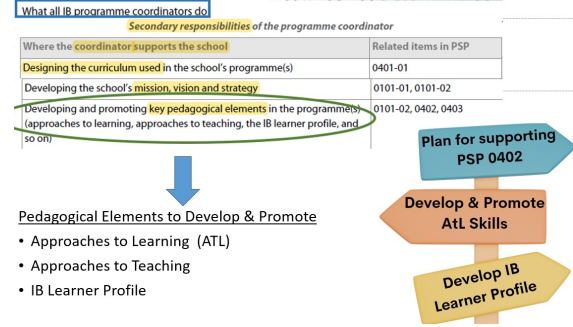 What all IB programme coordinators do
Secondary responsibilities of the programme coordinator
Where the coordinator supports the school
Related items in PSP
Designing the curriculum used in the school's programme(s)
0401-01
Developing the school's mission, vision and strategy
0101-01, 0101-02
Developing and promoting key pedagogical elements in the programme(s)
0101-02, 0402, 0403
(approaches to learning, approaches to teaching, the IB learner profile, and
so on)
Plan for supporting
PSP 0402
Develop & Promote
AtL Skills
Develop IB
Learner Profile
Pedagogical Elements to Develop & Promote
• Approaches to Learning (ATL)
• Approaches to Teaching
• IB Learner Profile